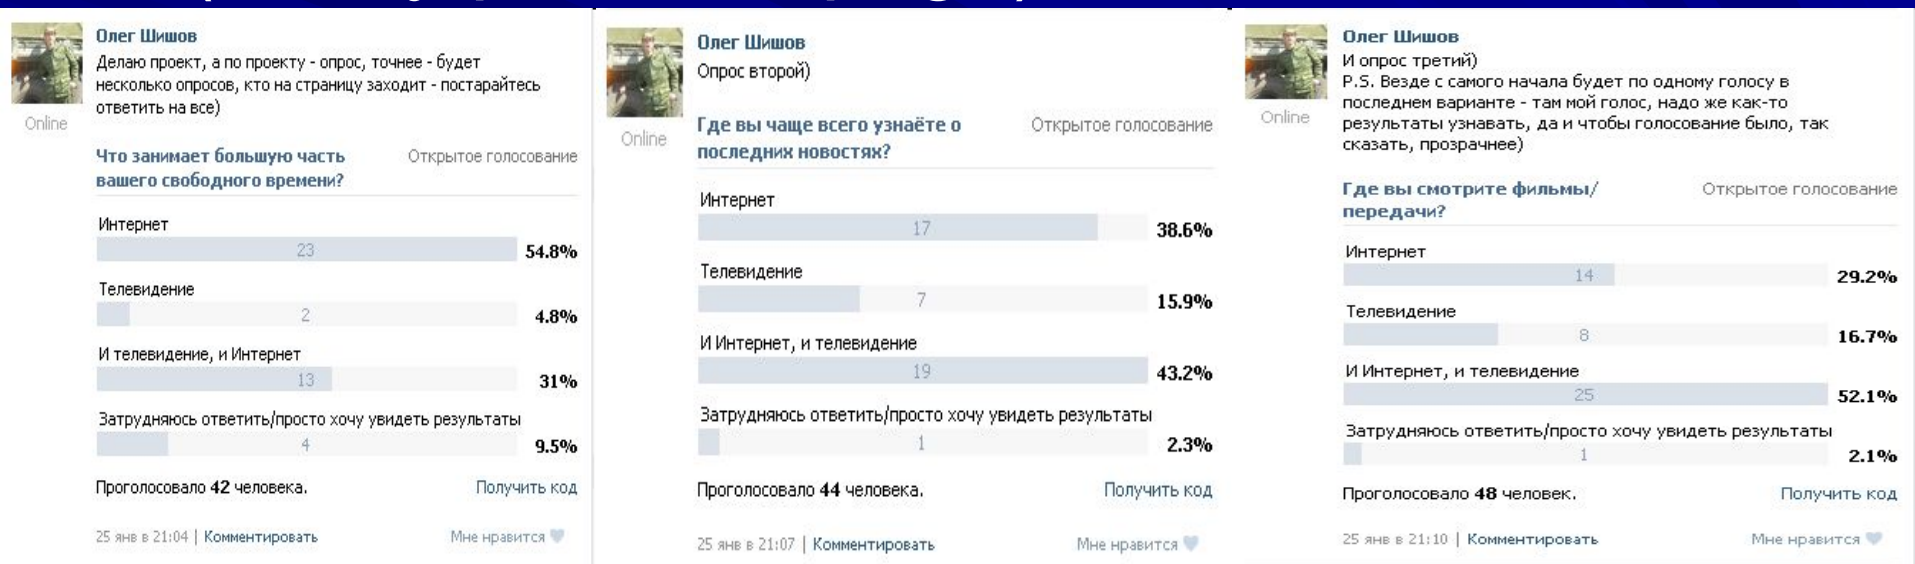 Олег Шишов
Делаю проект, а по проекту - опрос, точнее - будет
несколько опросов, кто на страницу заходит - постарайтесь
ответить на все)
Online
Что занимает большую часть
вашего свободного времени?
Открытое голосование
Интернет
23
54.8%
Телевидение
2
4.8%
И телевидение, и Интернет
13
31%
Затрудняюсь ответить/просто хочу увидеть результаты
4
9.5%
Проголосовало 42 человека.
Получить код
25 янв в 21:04 | Комментировать
Мне нравится
Олег Шишов
Опрос второй)
Online
Где вы чаще всего узнаёте о
последних новостях?
Открытое голосование
Интернет
17
38.6%
Телевидение
7
15.9%
И Интернет, и телевидение
19
43.2%
Затрудняюсь ответить/просто хочу увидеть результаты
1
2.3%
Проголосовало 44 человека.
Получить код
25 янв в 21:07 | Комментировать
Мне нравится
Олег Шишов
И опрос третий)
P.S. Везде с самого начала будет по одному голосу в
последнем варианте - там мой голос, надо же как-то
результаты узнавать, да и чтобы голосование было, так
сказать, прозрачнее)
Online
Где вы смотрите фильмы/
передачи?
Открытое голосование
Интернет
14
29.2%
Телевидение
8
16.7%
И Интернет, и телевидение
25
52.1%
Затрудняюсь ответить/просто хочу увидеть результаты
1
2.1%
Проголосовало 48 человек.
Получить код
25 янв в 21:10 | Комментировать
Мне нравится